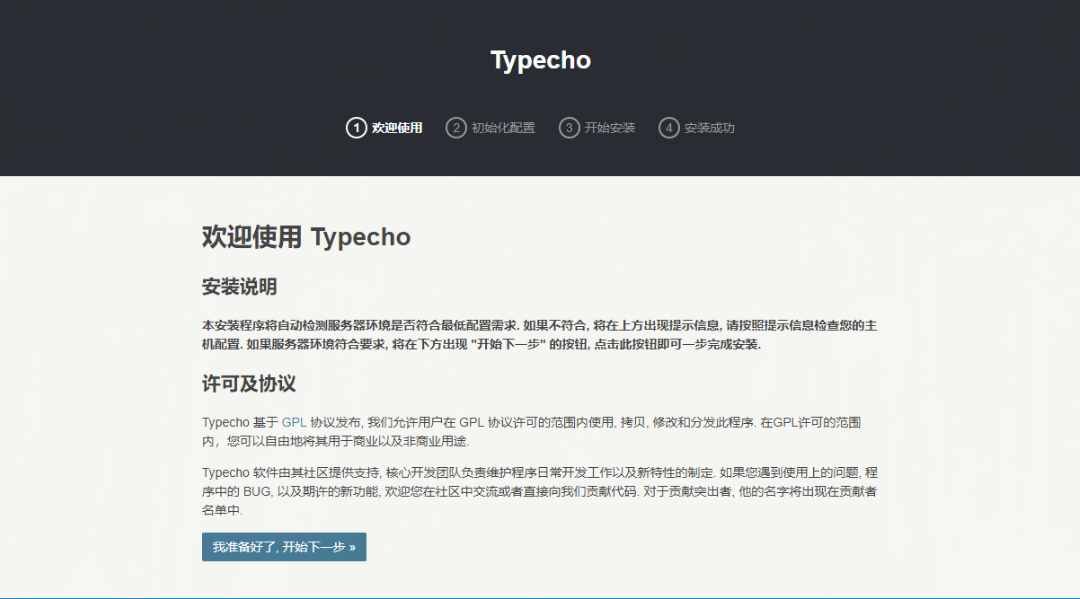 Typecho
1 欢迎使用 2 初始化配置 3 开始安装 4 安装成功
欢迎使用 Typecho
安装说明
本安装程序将自动检测服务器环境是否符合最低配置需求. 如果不符合, 将在上方出现提示信息, 请按照提示信息检查您的主
机配置. 如果服务器环境符合要求, 将在下方出现 "开始下一步" 的按钮, 点击此按钮即可一步完成安装.
许可及协议
Typecho 基于 GPL 协议发布, 我们允许用户在 GPL 协议许可的范围内使用, 拷贝, 修改和分发此程序. 在GPL许可的范围
内，您可以自由地将其用于商业以及非商业用途.
Typecho 软件由其社区提供支持, 核心开发团队负责维护程序日常开发工作以及新特性的制定. 如果您遇到使用上的问题, 程
序中的 BUG, 以及期许的新功能, 欢迎您在社区中交流或者直接向我们贡献代码. 对于贡献突出者, 他的名字将出现在贡献者
名单中.
我准备好了, 开始下一步 »